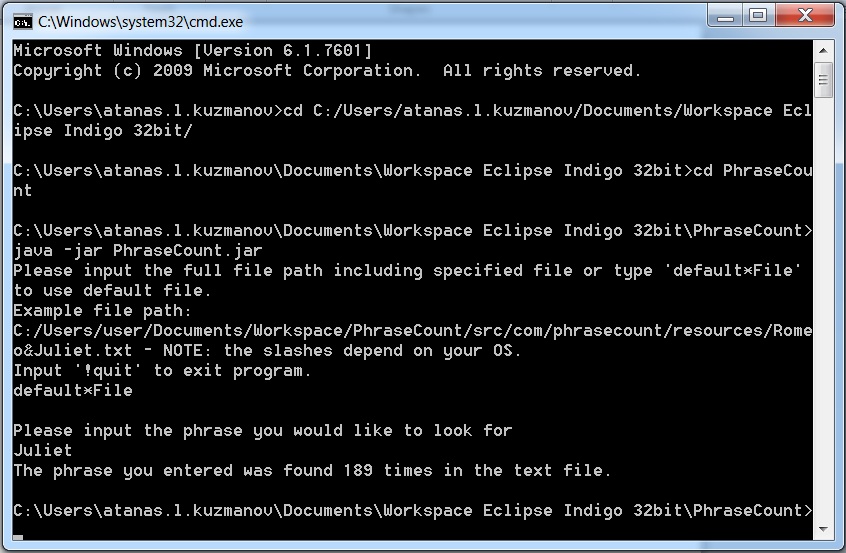 C:\Windows\system32\cmd.exe
Microsoft Windows [Version 6.1.7601]
Copyright (c) 2009 Microsoft Corporation.  All rights reserved.
C:\Users\atanas.l.kuzmanov>cd C:/Users/atanas.l.kuzmanov/Documents/Workspace Ecl
ipse Indigo 32bit/
C:\Users\atanas.l.kuzmanov\Documents\Workspace Eclipse Indigo 32bit>cd PhraseCou
nt
C:\Users\atanas.l.kuzmanov\Documents\Workspace Eclipse Indigo 32bit\PhraseCount>
java -jar PhraseCount.jar
Please input the full file path including specified file or type 'default*File'
to use default file.
Example file path:
C:/Users/user/Documents/Workspace/PhraseCount/src/com/phrasecount/resources/Rome
o&Juliet.txt - NOTE: the slashes depend on your OS.
Input '!quit' to exit program.
default*File
Please input the phrase you would like to look for
Juliet
The phrase you entered was found 189 times in the text file.
C:\Users\atanas.l.kuzmanov\Documents\Workspace Eclipse Indigo 32bit\PhraseCount>